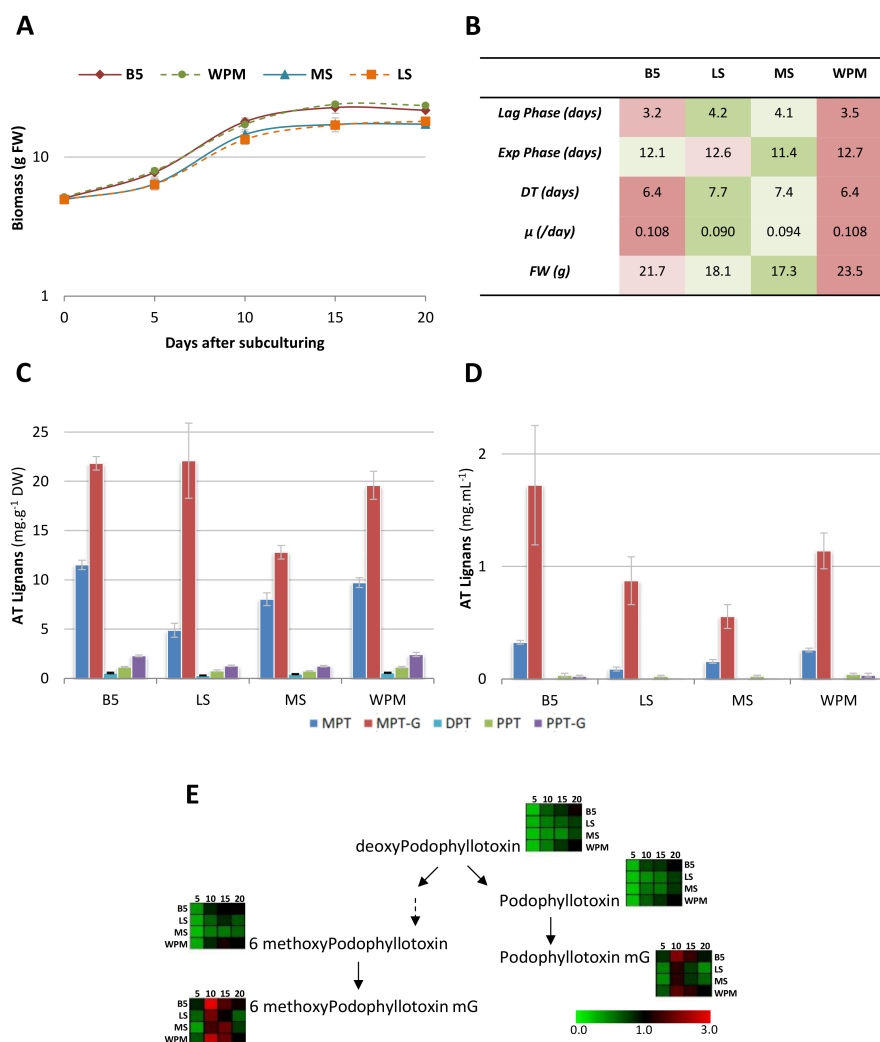 A
B5 WPM MS LS
Biomass (g FW)
10
1
0 5 10 15 20
Days after subculturing
B
B5 LS MS WPM
Lag Phase (days) 3.2 4.2 4.1 3.5
Exp Phase (days) 12.1 12.6 11.4 12.7
DT (days) 6.4 7.7 7.4 6.4
μ (/day) 0.108 0.090 0.094 0.108
FW (g) 21.7 18.1 17.3 23.5
C
AT Lignans (mg.g⁻¹ DW)
25
20
15
10
5
0
B5 LS MS WPM
D
AT Lignans (mg.mL⁻¹)
2
1
0
B5 LS MS WPM
MPT MPT-G DPT PPT PPT-G
E
5 10 15 20
B5
LS
MS
WPM
deoxyPodophyllotoxin
5 10 15 20
B5
LS
MS
WPM
Podophyllotoxin
5 10 15 20
B5
LS
MS
WPM
6 methoxyPodophyllotoxin
Podophyllotoxin mG
5 10 15 20
B5
LS
MS
WPM
5 10 15 20
B5
LS
MS
WPM
6 methoxyPodophyllotoxin mG
0.0 1.0 3.0